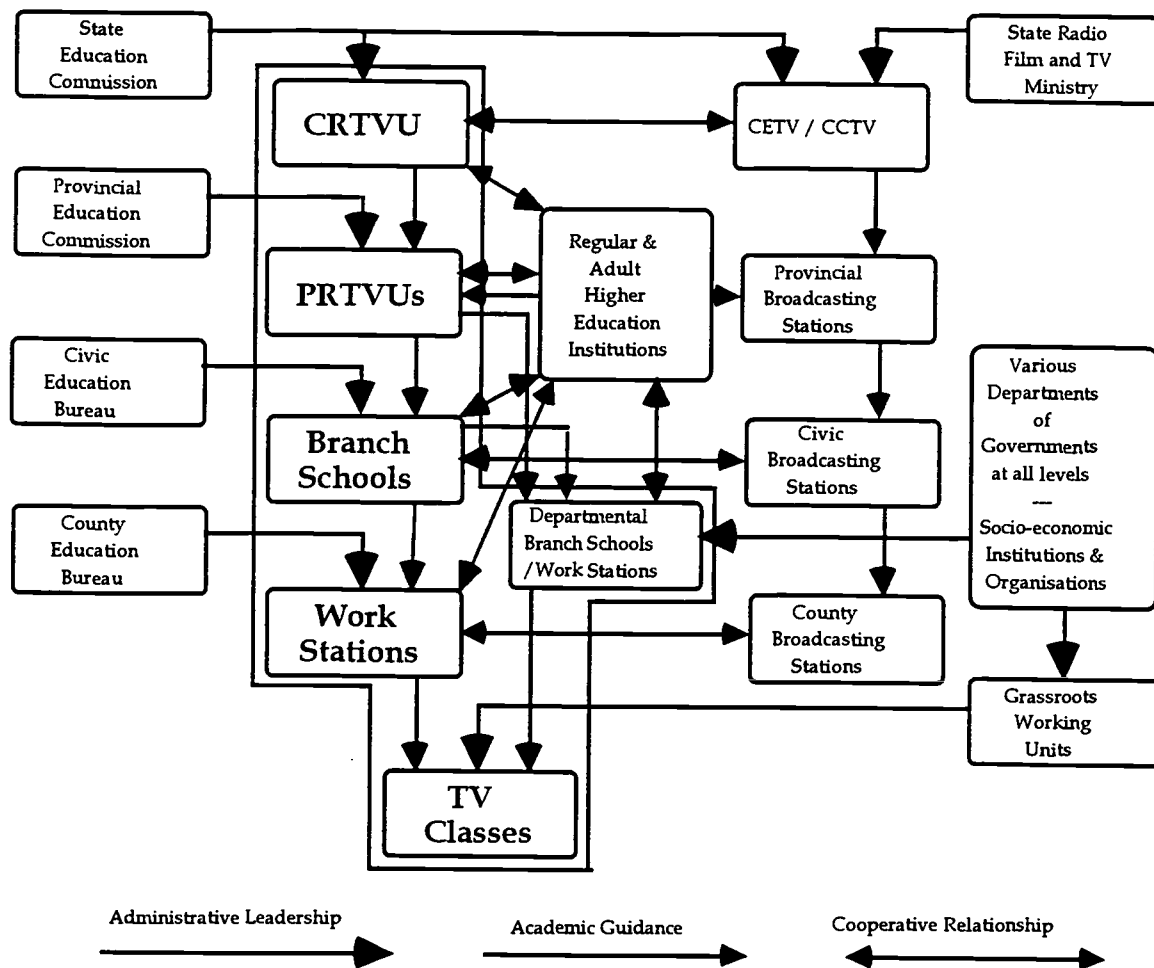 State
Education
Commission
State Radio
Film and TV
Ministry
CRTVU
CETV / CCTV
Provincial
Education
Commission
Regular &
Adult
Higher
Education
Institutions
PRTVUs
Provincial
Broadcasting
Stations
Civic
Education
Bureau
Various
Departments
of
Governments
at all levels
—
Socio-economic
Institutions &
Organisations
Branch
Schools
Civic
Broadcasting
Stations
County
Education
Bureau
Departmental
Branch Schools
/Work Stations
Work
Stations
County
Broadcasting
Stations
Grassroots
Working
Units
TV
Classes
Administrative Leadership
Academic Guidance
Cooperative Relationship